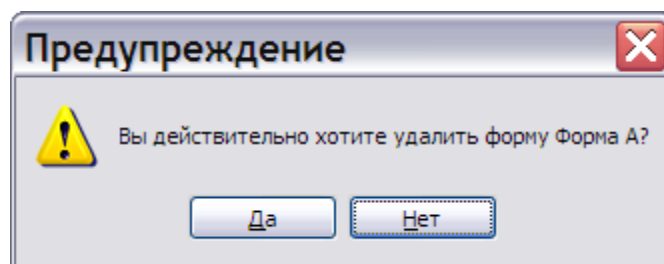 Предупреждение
Вы действительно хотите удалить форму Форма А?
Да
Нет